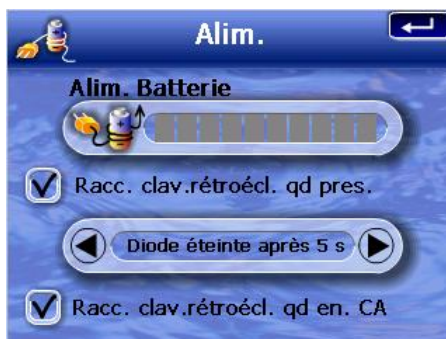 Alim.
Alim. Batterie
Racc. clav.rétroécl. qd pres.
Diode éteinte après 5 s
Racc. clav.rétroécl. qd en. CA